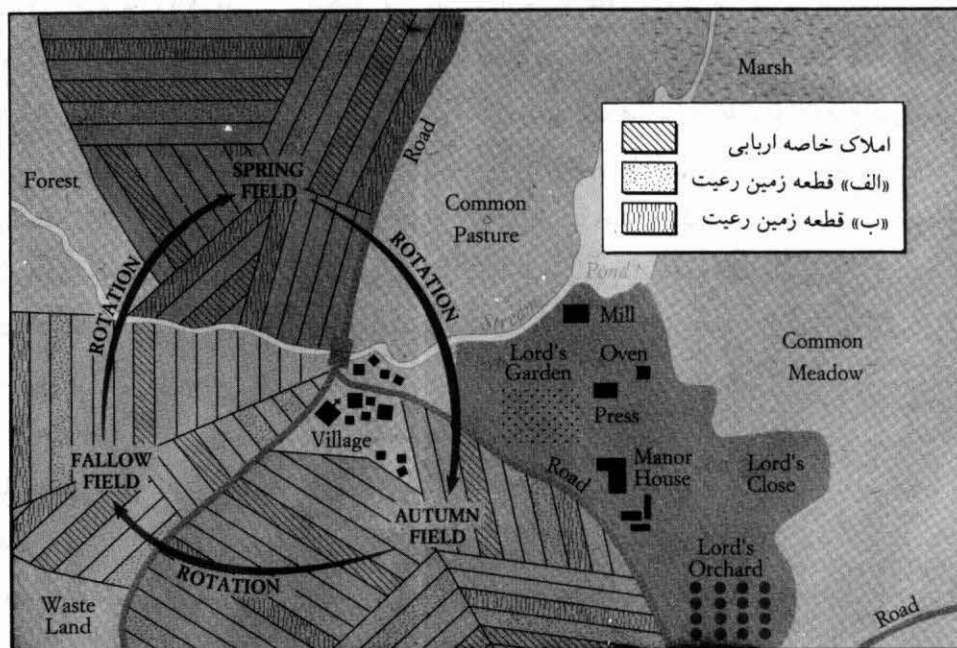 Marsh
املاک خاصه اربابی
«الف» قطعه زمین رعیت
«ب» قطعه زمین رعیت
Road
Forest
SPRING
FIELD
Common
Pasture
ROTATION
ROTATION
Pond
Stream
Mill
Lord's
Garden
Oven
Common
Meadow
Press
Village
FALLOW
FIELD
Road
Manor
House
Lord's
Close
AUTUMN
FIELD
Lord's
Orchard
ROTATION
Waste
Land
Road